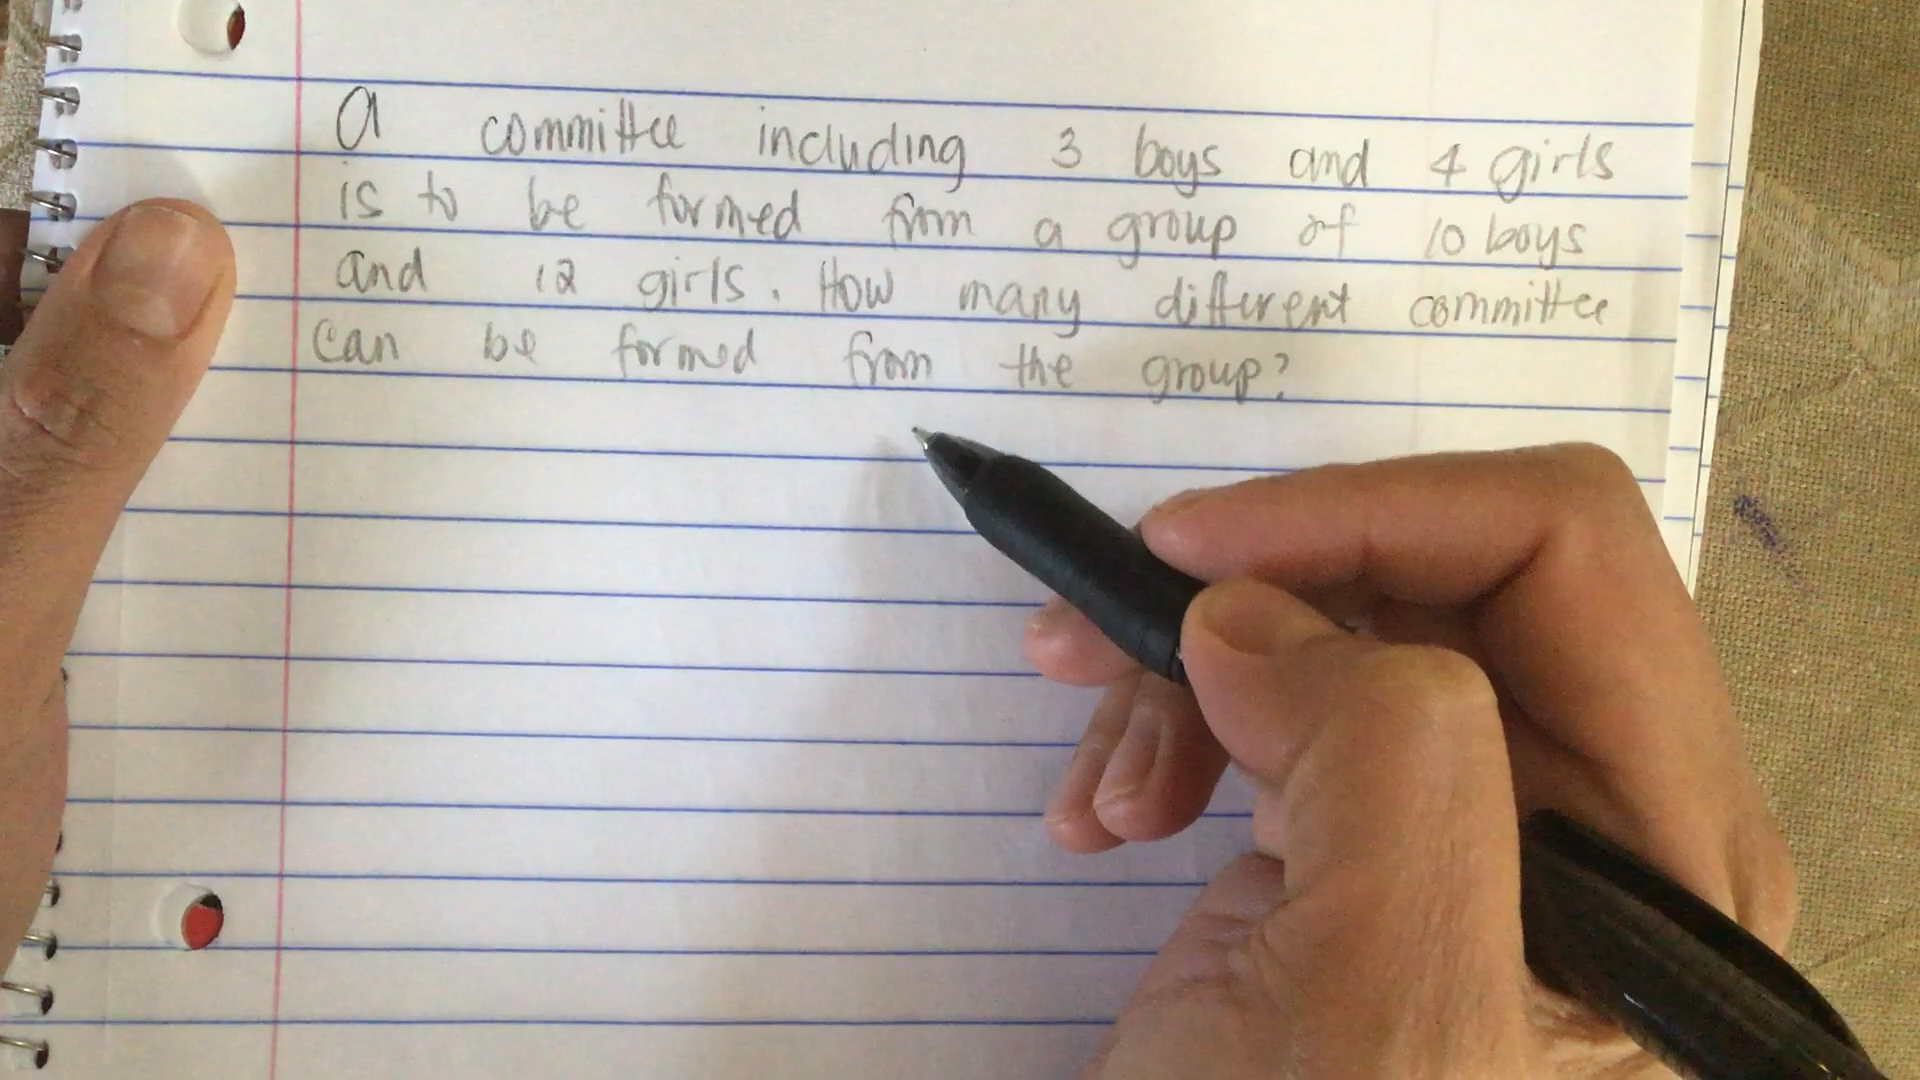 A committee including 3 boys and 4 girls
is to be formed from a group of 10 boys
and 12 girls. How many different committee
can be formed from the group?